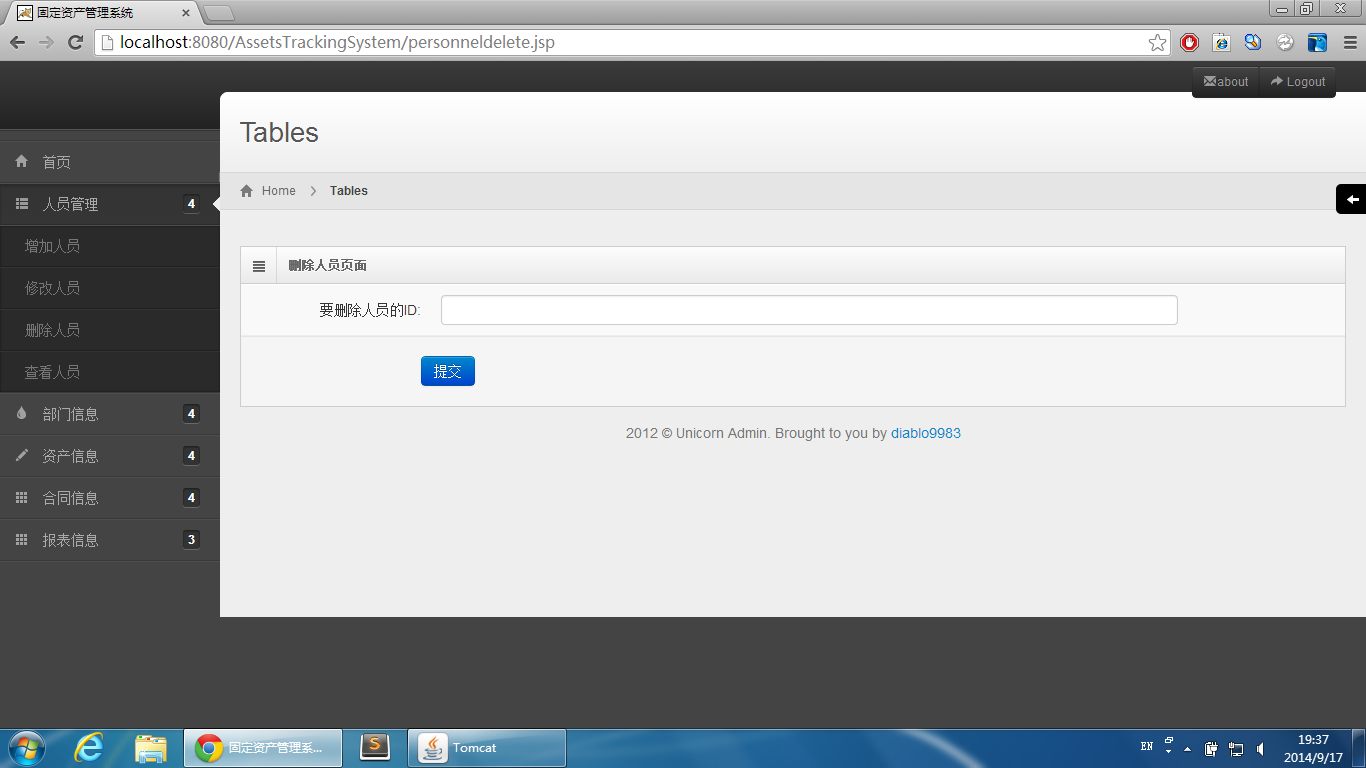 固定资产管理系统
localhost:8080/AssetsTrackingSystem/personneldelete.jsp
about
Logout
Tables
首页
Home
Tables
人员管理
4
增加人员
修改人员
删除人员
查看人员
部门信息
4
资产信息
4
合同信息
4
报表信息
3
删除人员页面
要删除人员的ID:
提交
2012 © Unicorn Admin. Brought to you by diablo9983
固定资产管理系...
S
Tomcat
EN
19:37
2014/9/17